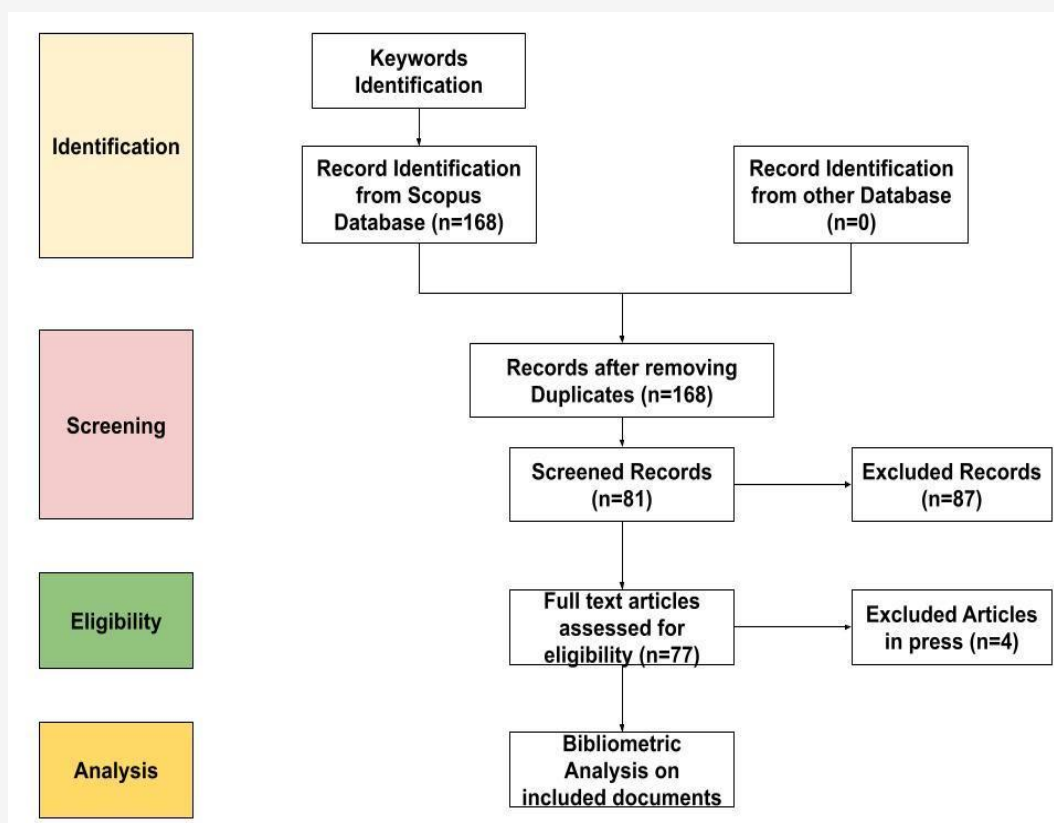 Identification
Keywords
Identification
Record Identification
from Scopus
Database (n=168)
Record Identification
from other Database
(n=0)
Screening
Records after removing
Duplicates (n=168)
Screened Records
(n=81)
Excluded Records
(n=87)
Eligibility
Full text articles
assessed for
eligibility (n=77)
Excluded Articles
in press (n=4)
Analysis
Bibliometric
Analysis on
included documents